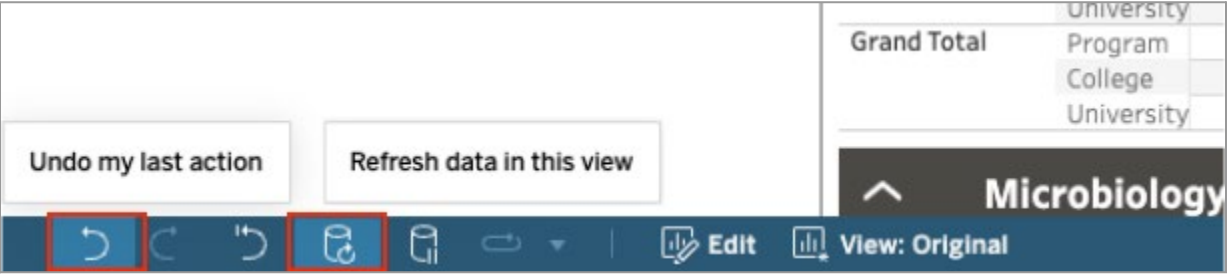 University
Grand Total
Program
College
University
Undo my last action
Refresh data in this view
Microbiology
Edit
View: Original